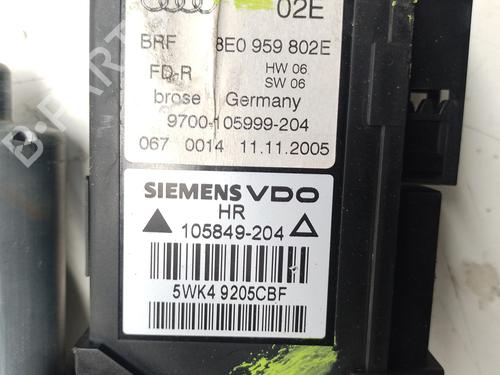 02E
BRF 8E0 959 802E
FD-R HW 06
SW 06
brose Germany
9700-105999-204
067 0014 11.11.2005
SIEMENS VDO
HR
105849-204
5WK4 9205CBF